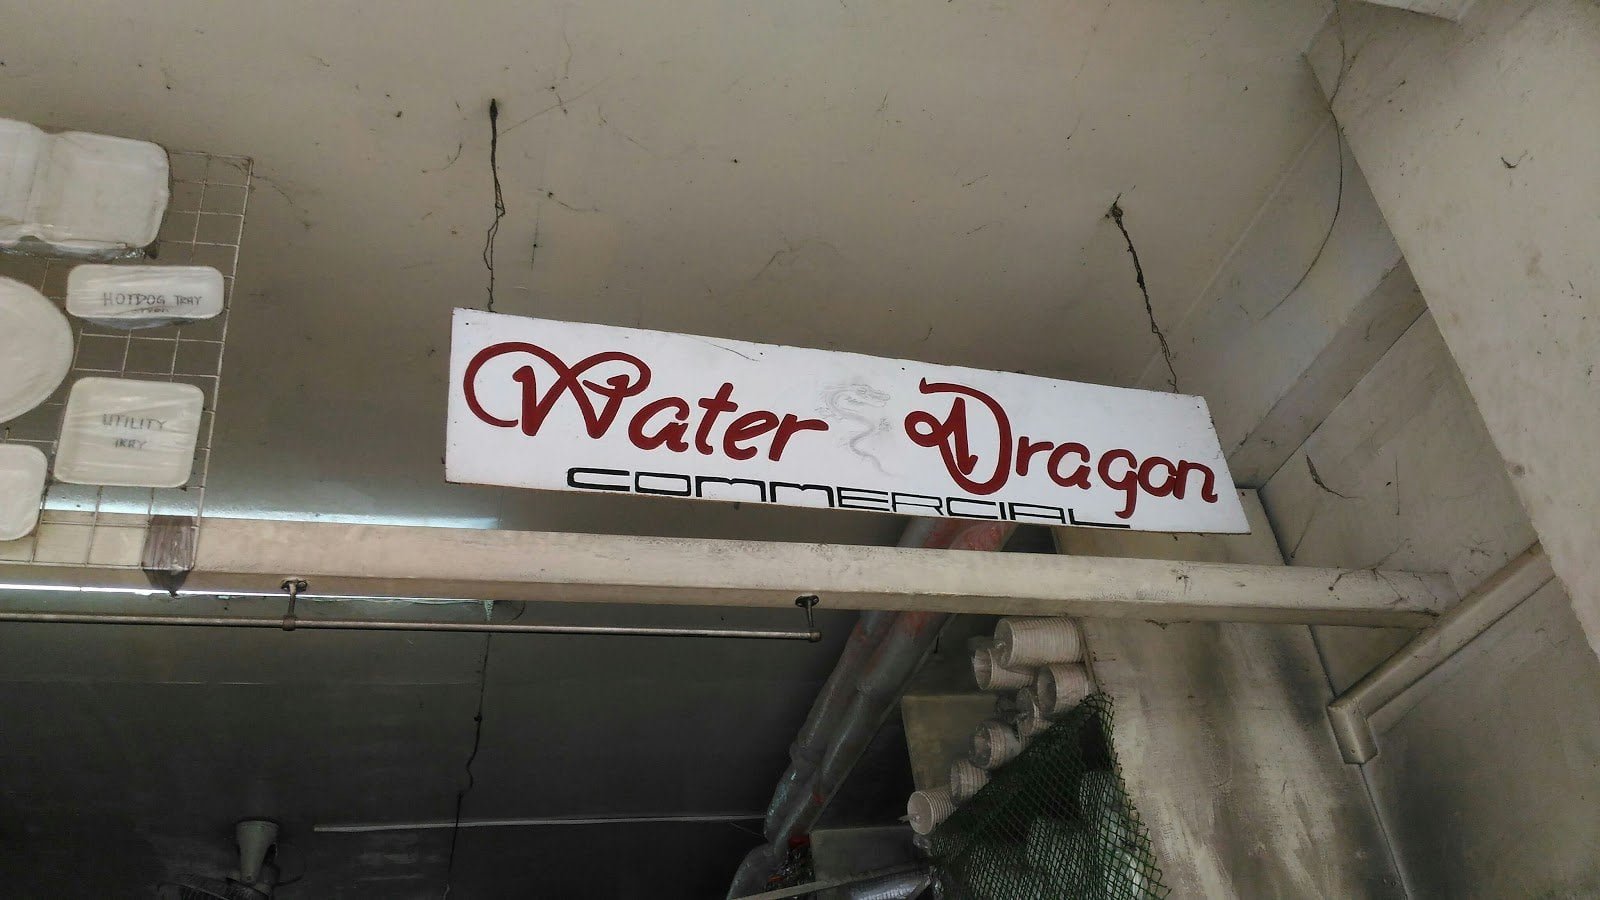 Water Dragon
COMMERCIAL
HOTDOG TRAY
UTILITY
TRAY